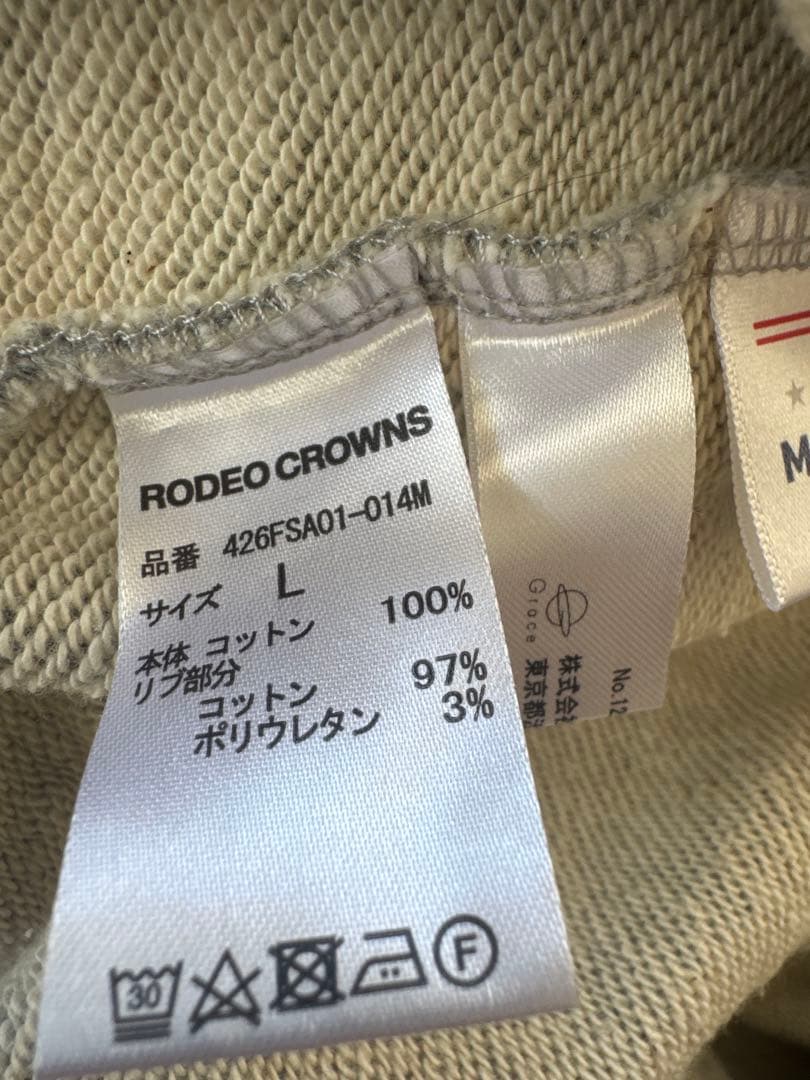 RODEO CROWNS
品番 426FSA01-014M
サイズ L
本体 コットン 100%
リブ部分
コットン 97%
ポリウレタン 3%
30
F
Groce
No.12
株式会
東京都
M